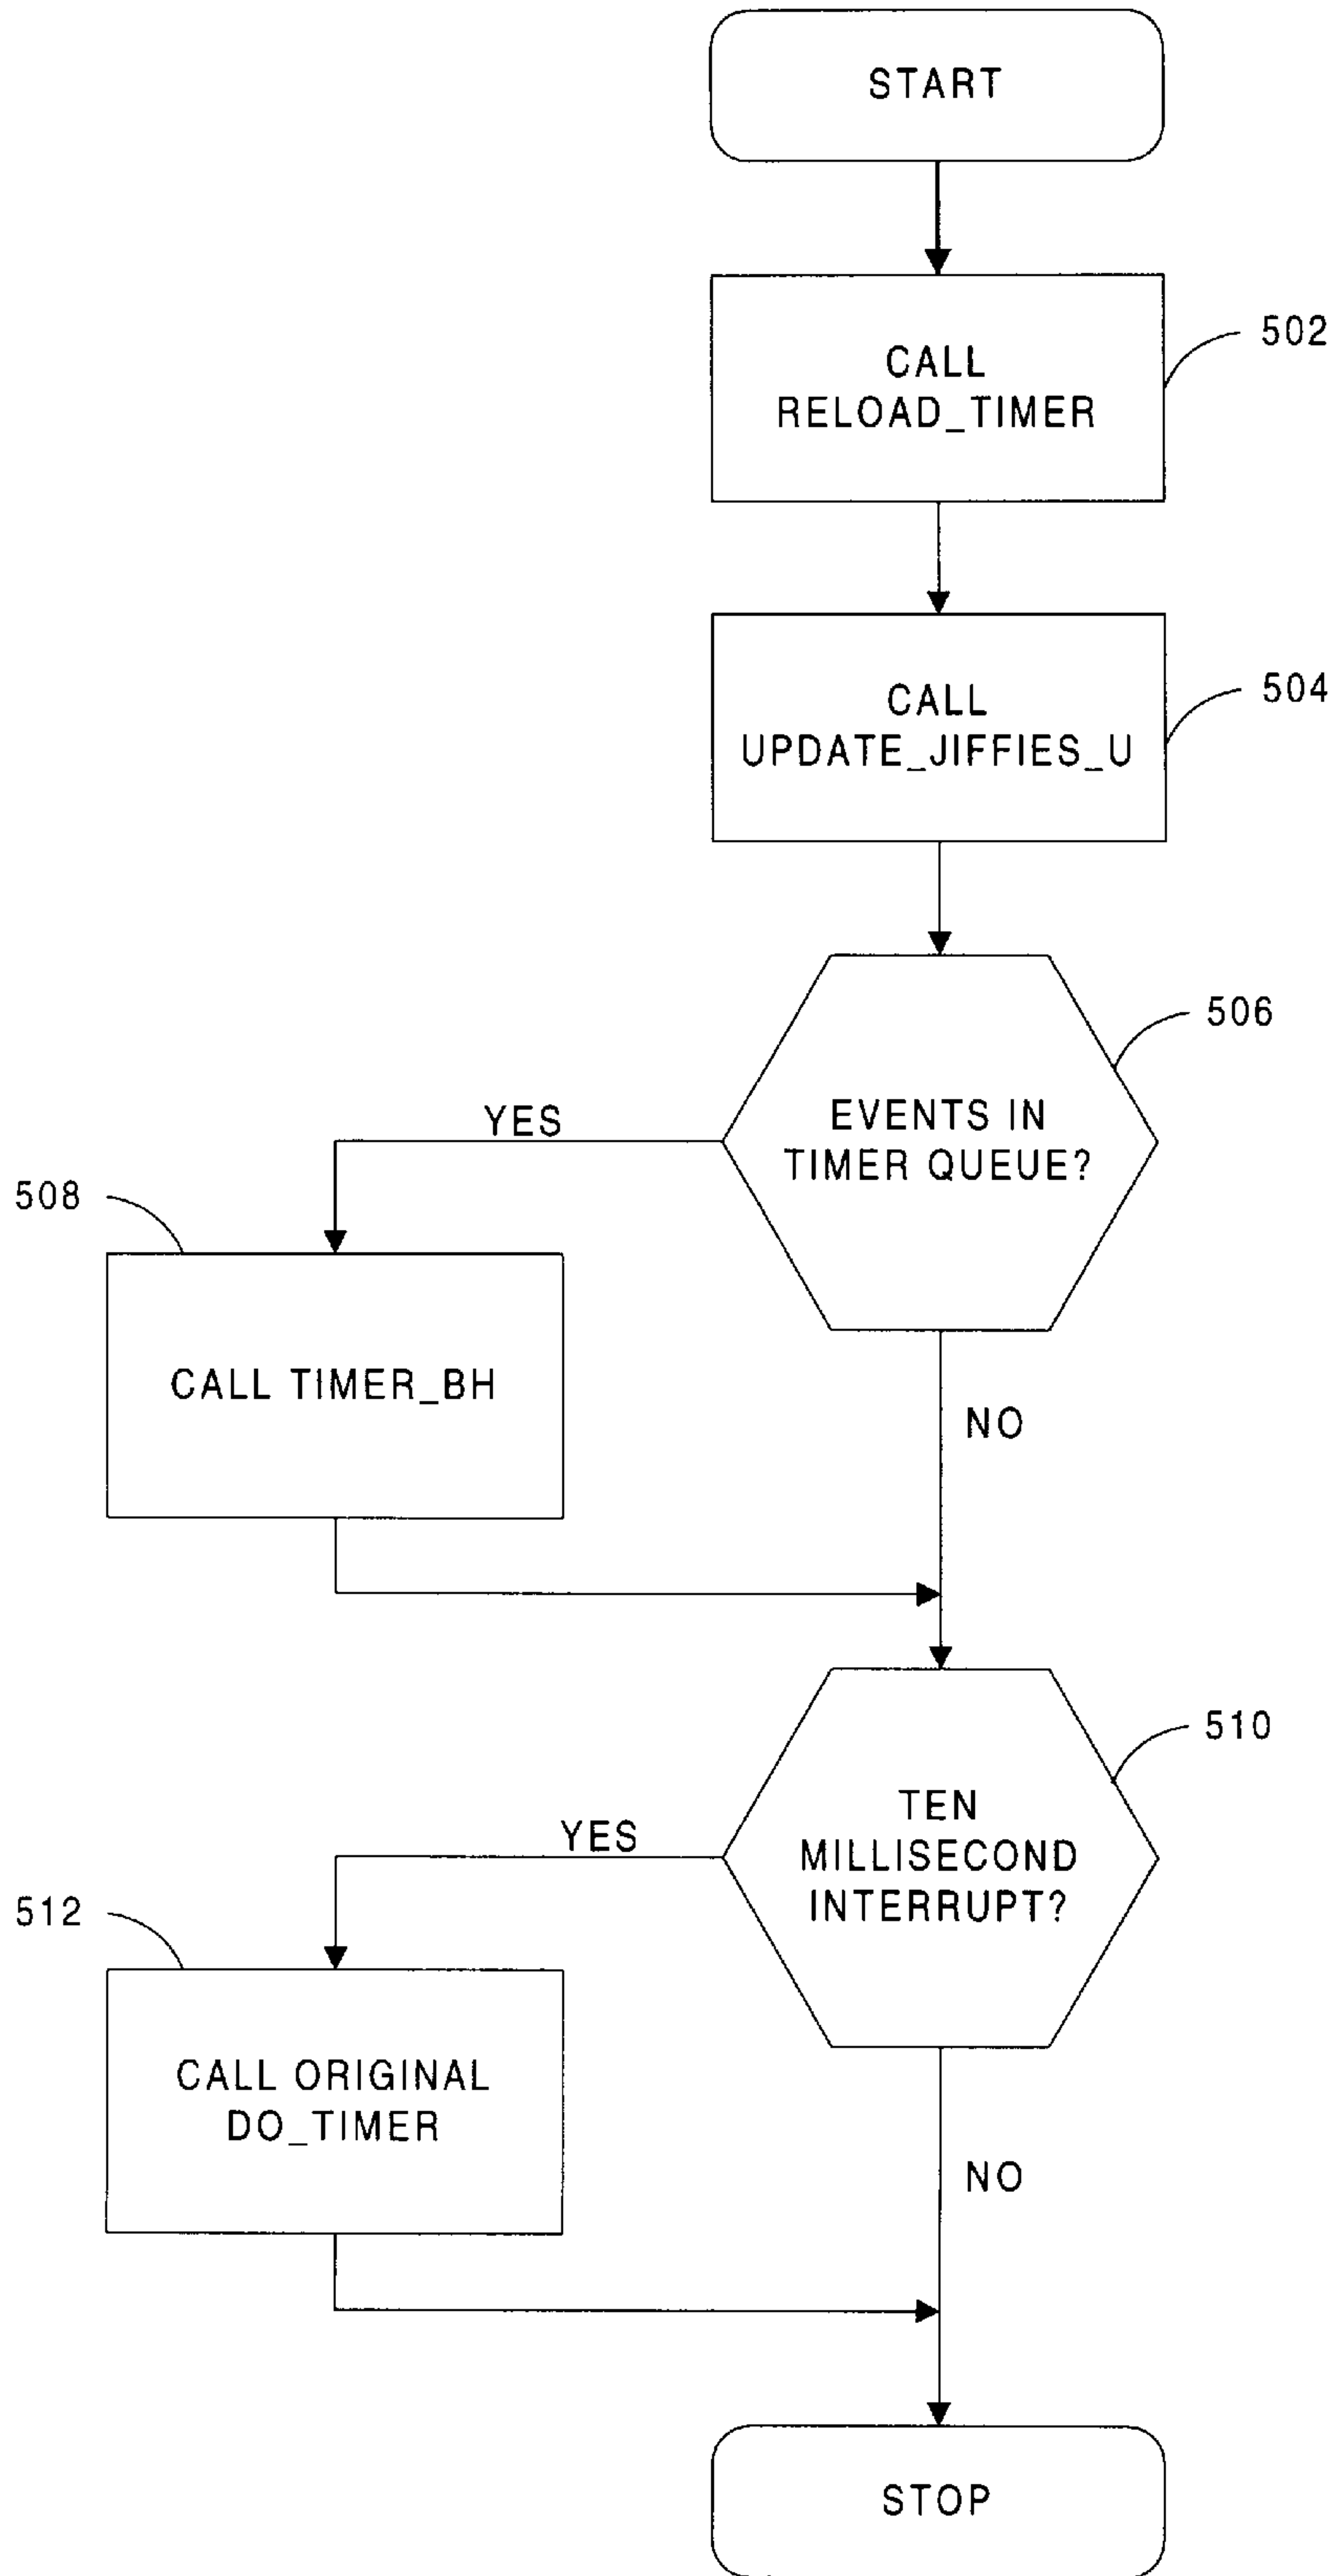 START
CALL
RELOAD_TIMER
502
CALL
UPDATE_JIFFIES_U
504
EVENTS IN
TIMER QUEUE?
506
YES
508
CALL TIMER_BH
NO
TEN
MILLISECOND
INTERRUPT?
510
YES
512
CALL ORIGINAL
DO_TIMER
NO
STOP